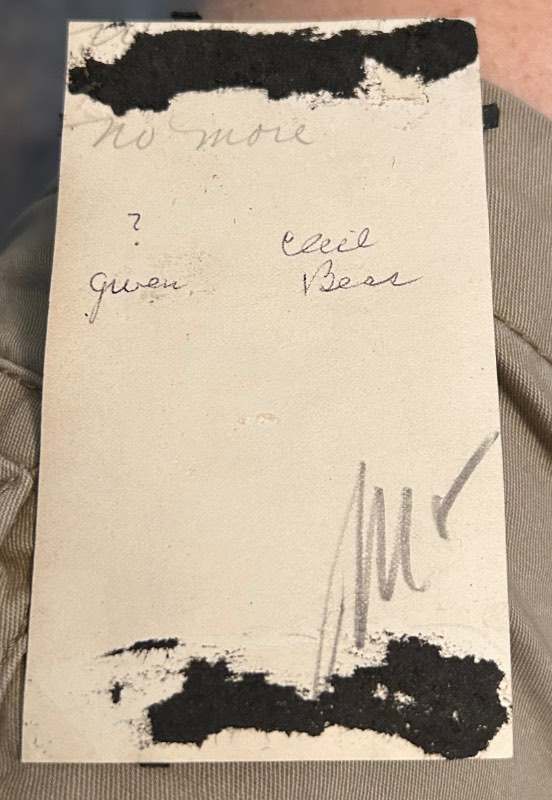 no more
?
Cecil
Gwen
Bess